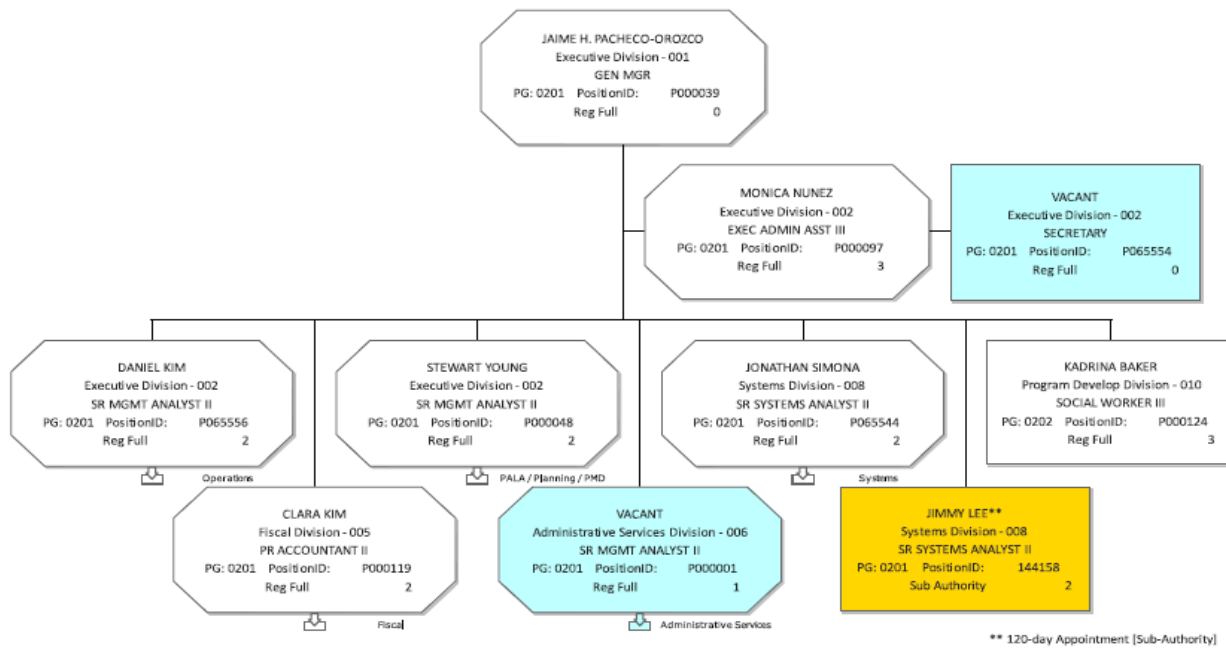 JAIME H. PACHECO-OROZCO
Executive Division - 001
GEN MGR
PG: 0201 PositionID: P000039
Reg Full 0
MONICA NUNEZ
Executive Division - 002
EXEC ADMIN ASST III
PG: 0201 PositionID: P000097
Reg Full 3
VACANT
Executive Division - 002
SECRETARY
PG: 0201 PositionID: P065554
Reg Full 0
DANIEL KIM
Executive Division - 002
SR MGMT ANALYST II
PG: 0201 PositionID: P065556
Reg Full 2
Operations
STEWART YOUNG
Executive Division - 002
SR MGMT ANALYST II
PG: 0201 PositionID: P000048
Reg Full 2
PALA / Planning / PMD
JONATHAN SIMONA
Systems Division - 008
SR SYSTEMS ANALYST II
PG: 0201 PositionID: P065544
Reg Full 2
Systems
KADRINA BAKER
Program Develop Division - 010
SOCIAL WORKER III
PG: 0202 PositionID: P000124
Reg Full 3
CLARA KIM
Fiscal Division - 005
PR ACCOUNTANT II
PG: 0201 PositionID: P000119
Reg Full 2
Fiscal
VACANT
Administrative Services Division - 006
SR MGMT ANALYST II
PG: 0201 PositionID: P000001
Reg Full 1
Administrative Services
JIMMY LEE**
Systems Division - 008
SR SYSTEMS ANALYST II
PG: 0201 PositionID: 144158
Sub Authority 2
** 120-day Appointment [Sub-Authority]